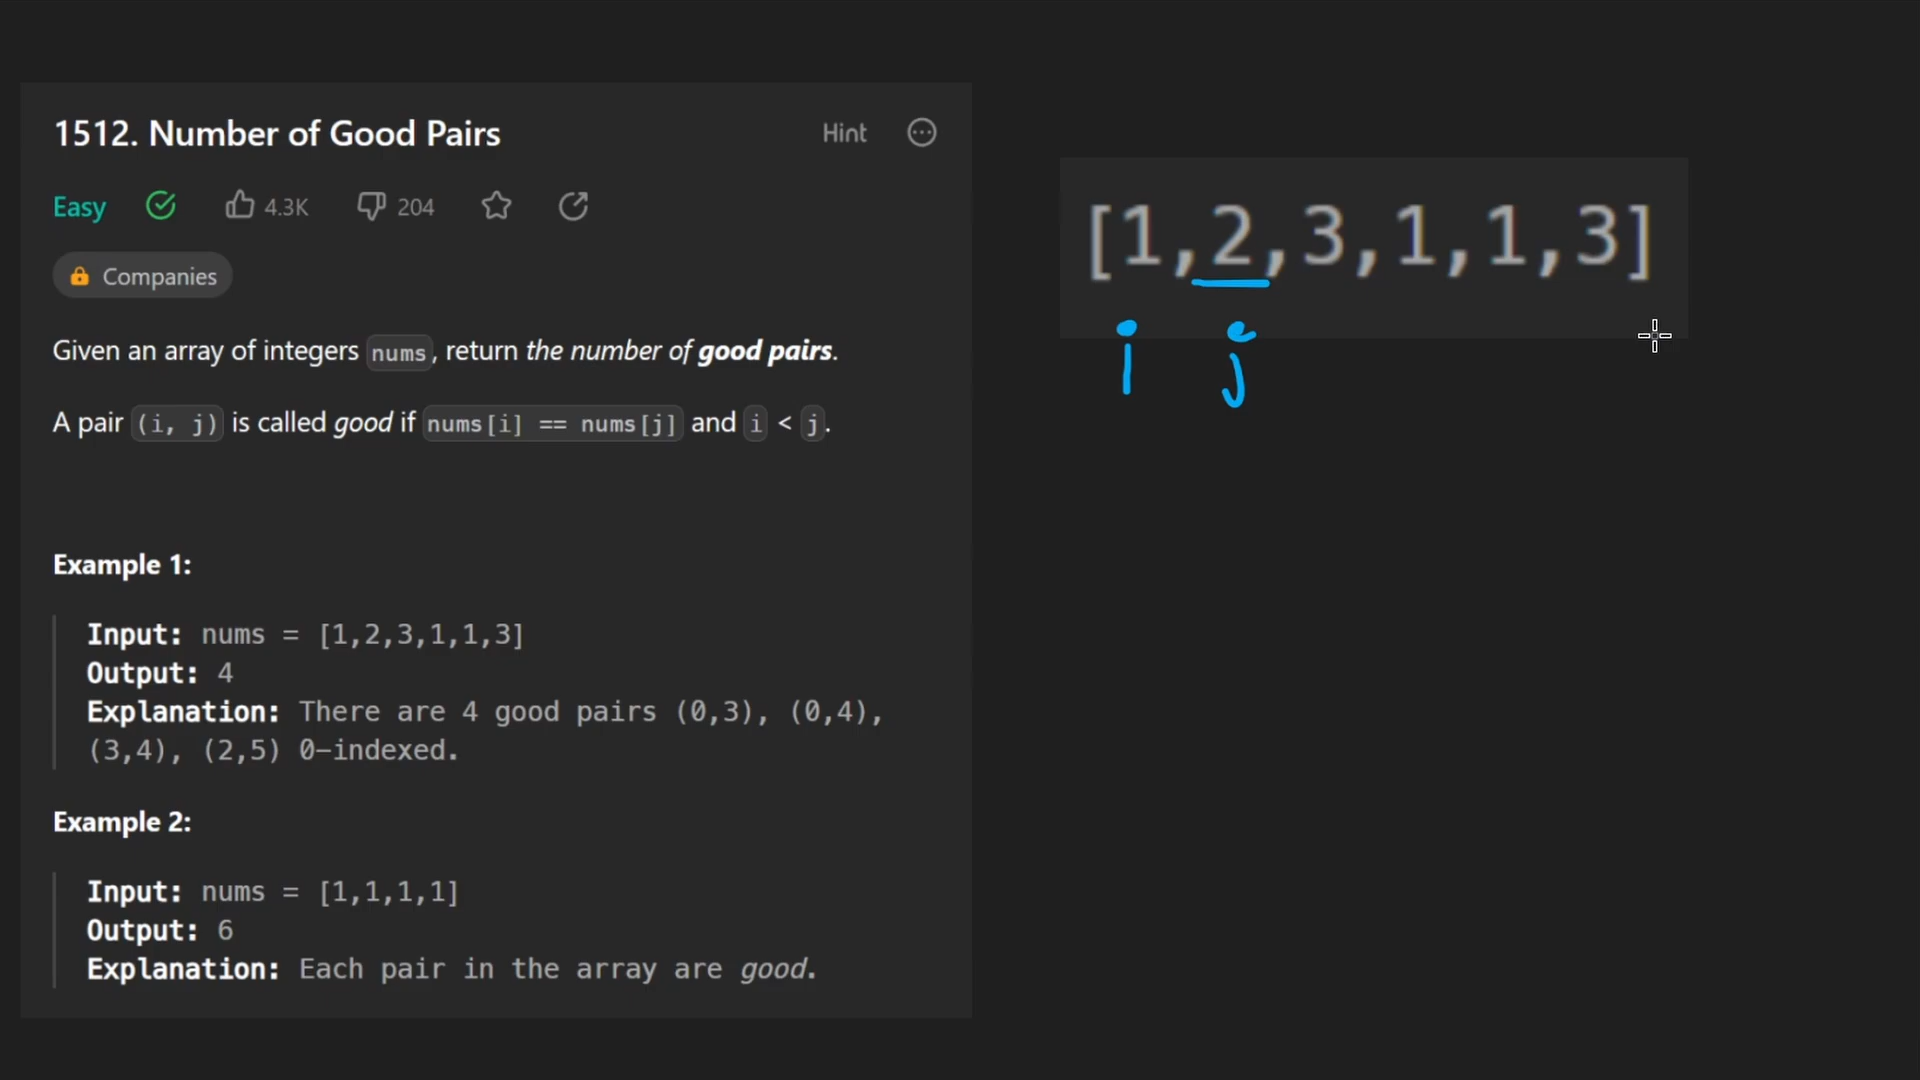 1512. Number of Good Pairs
Hint
Easy
4.3K
204
Companies
Given an array of integers nums, return the number of good pairs.
A pair (i, j) is called good if nums[i] == nums[j] and i < j.
Example 1:
Input: nums = [1,2,3,1,1,3]
Output: 4
Explanation: There are 4 good pairs (0,3), (0,4),
(3,4), (2,5) 0-indexed.
Example 2:
Input: nums = [1,1,1,1]
Output: 6
Explanation: Each pair in the array are good.
[1,2,3,1,1,3]
i j